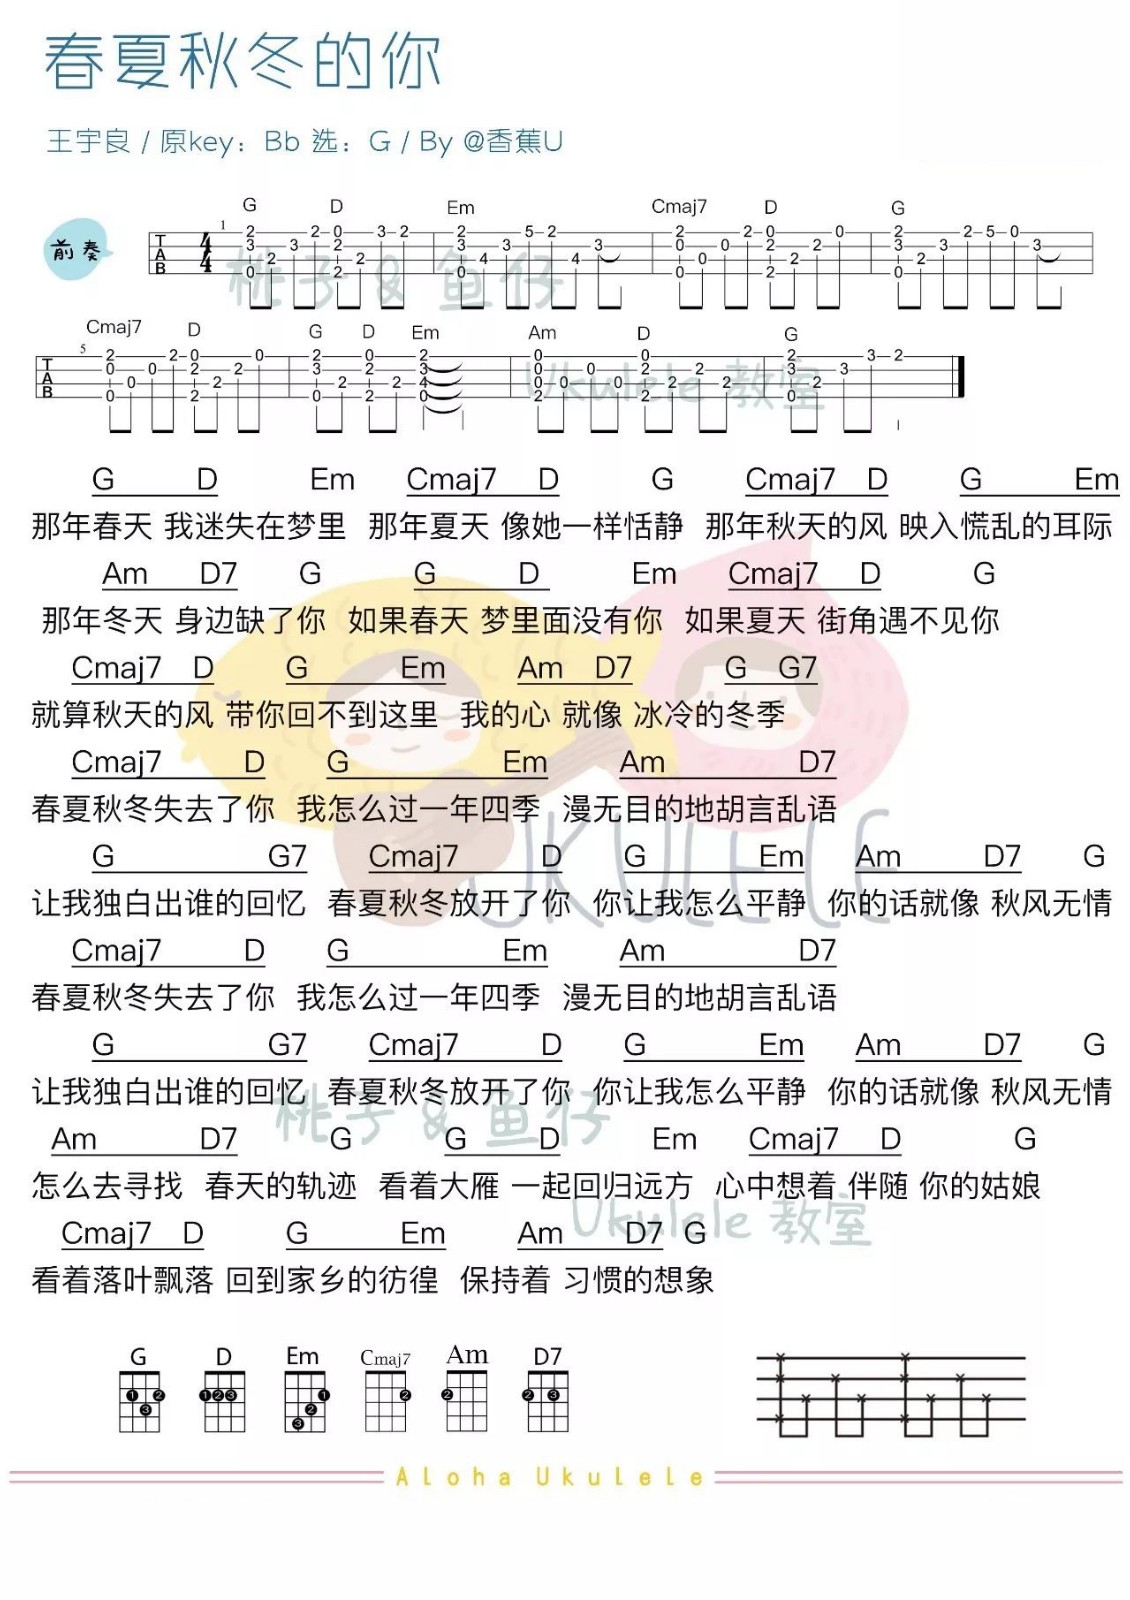 春夏秋冬的你
王宇良 / 原key：Bb 选：G / By @香蕉U
前奏
G D Em Cmaj7 D G
Cmaj7 D G D Em Am D G
G D Em Cmaj7 D G Cmaj7 D G Em
那年春天 我迷失在梦里 那年夏天 像她一样恬静 那年秋天的风 映入慌乱的耳际
Am D7 G G D Em Cmaj7 D G
那年冬天 身边缺了你 如果春天 梦里面没有你 如果夏天 街角遇不见你
Cmaj7 D G Em Am D7 G G7
就算秋天的风 带你回不到这里 我的心 就像 冰冷的冬季
Cmaj7 D G Em Am D7
春夏秋冬失去了你 我怎么过一年四季 漫无目的地胡言乱语
G G7 Cmaj7 D G Em Am D7 G
让我独白出谁的回忆 春夏秋冬放开了你 你让我怎么平静 你的话就像 秋风无情
Cmaj7 D G Em Am D7
春夏秋冬失去了你 我怎么过一年四季 漫无目的地胡言乱语
G G7 Cmaj7 D G Em Am D7 G
让我独白出谁的回忆 春夏秋冬放开了你 你让我怎么平静 你的话就像 秋风无情
Am D7 G G D Em Cmaj7 D G
怎么去寻找 春天的轨迹 看着大雁 一起回归远方 心中想着 伴随 你的姑娘
Cmaj7 D G Em Am D7 G
看着落叶飘落 回到家乡的彷徨 保持着 习惯的想象
G D Em Cmaj7 Am D7
Aloha Ukulele
桃子 & 鱼仔
Ukulele 教室
UKULELE
桃子 & 鱼仔
Ukulele 教室